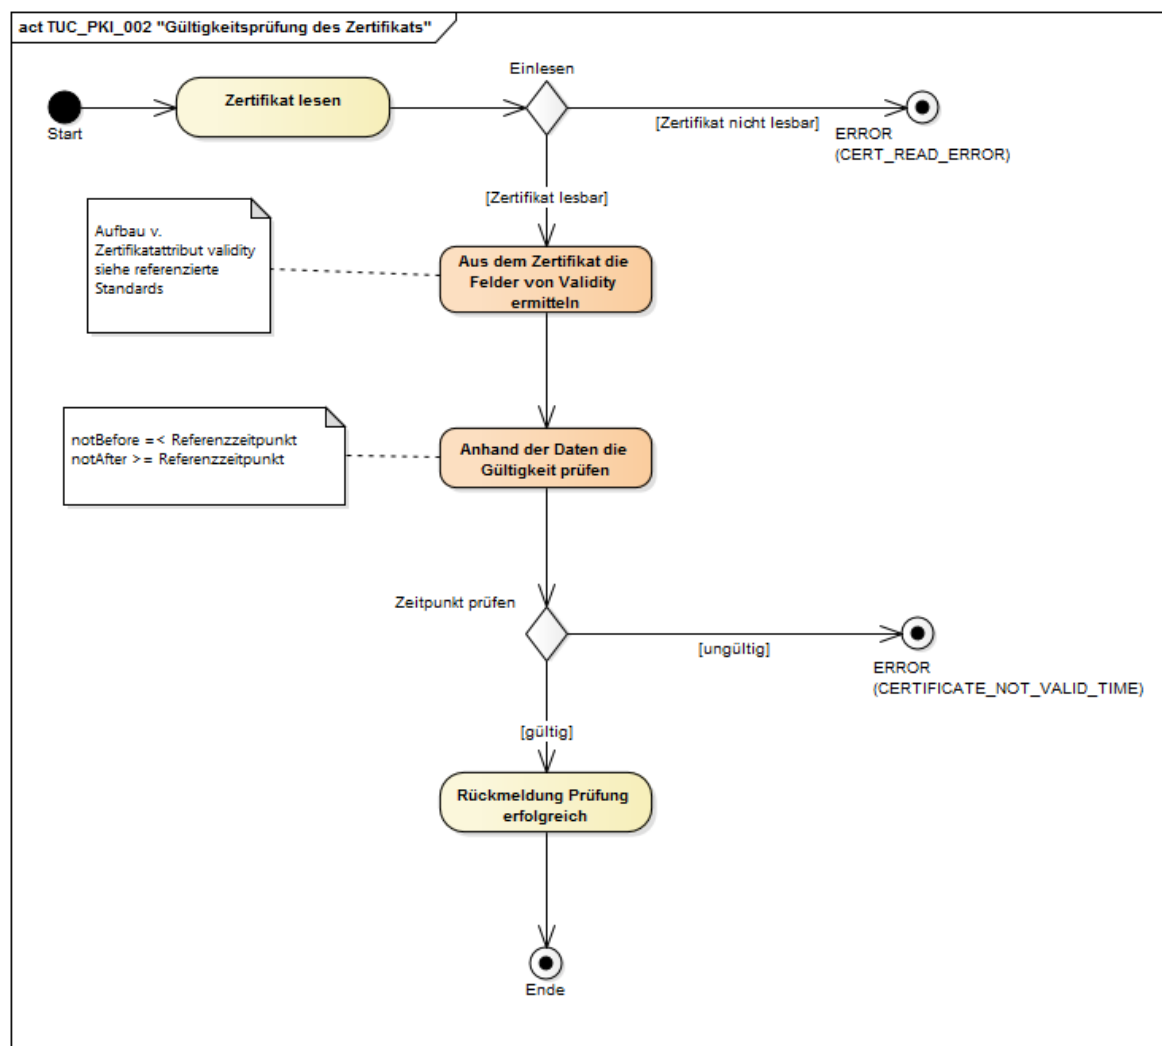 act TUC_PKI_002 "Gültigkeitsprüfung des Zertifikats"
Einlesen
Zertifikat lesen
Start
[Zertifikat nicht lesbar]
ERROR
(CERT_READ_ERROR)
[Zertifikat lesbar]
Aufbau v.
Zertifikatattribut validity
siehe referenzierte
Standards
Aus dem Zertifikat die
Felder von Validity
ermitteln
notBefore =< Referenzzeitpunkt
notAfter >= Referenzzeitpunkt
Anhand der Daten die
Gültigkeit prüfen
Zeitpunkt prüfen
[ungültig]
ERROR
(CERTIFICATE_NOT_VALID_TIME)
[gültig]
Rückmeldung Prüfung
erfolgreich
Ende